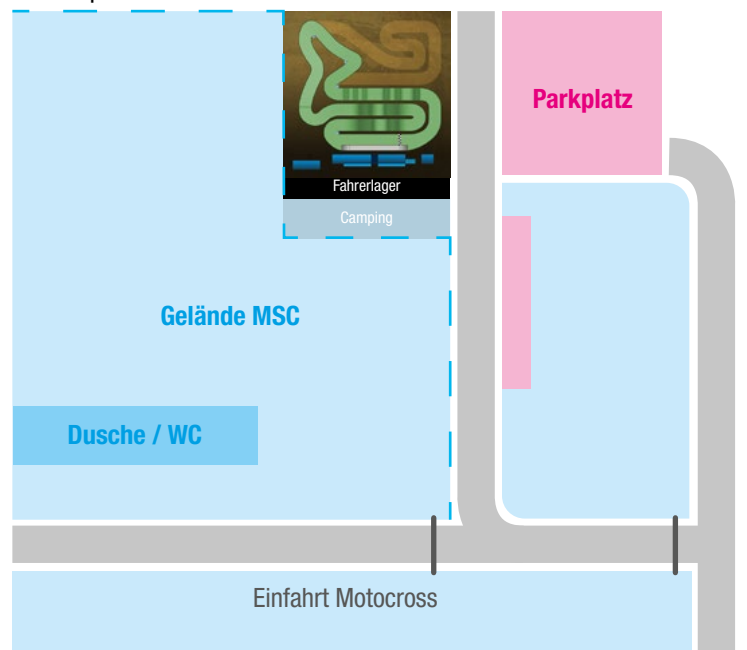 Parkplatz
Fahrerlager
Camping
Gelände MSC
Dusche / WC
Einfahrt Motocross